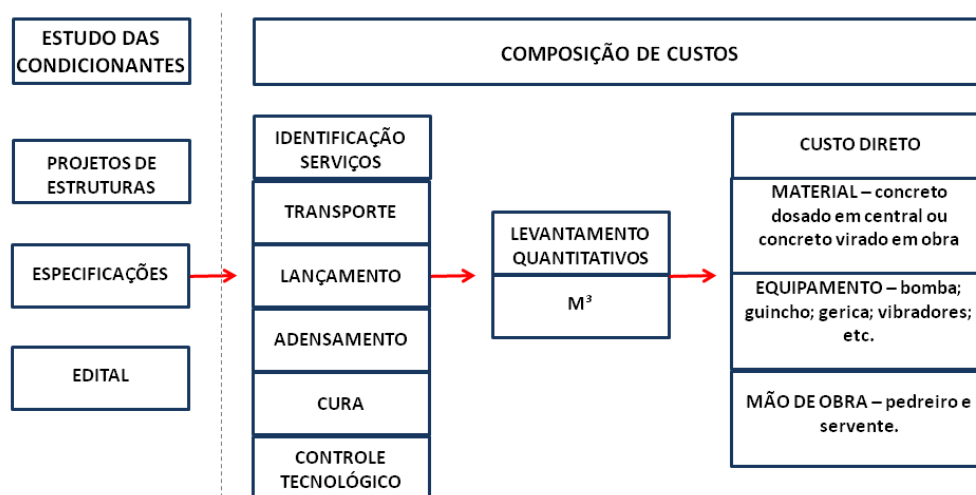 ESTUDO DAS
CONDICIONANTES
PROJETOS DE
ESTRUTURAS
ESPECIFICAÇÕES
EDITAL
COMPOSIÇÃO DE CUSTOS
IDENTIFICAÇÃO
SERVIÇOS
TRANSPORTE
LANÇAMENTO
ADENSAMENTO
CURA
CONTROLE
TECNOLÓGICO
LEVANTAMENTO
QUANTITATIVOS
M³
CUSTO DIRETO
MATERIAL – concreto
dosado em central ou
concreto virado em obra
EQUIPAMENTO – bomba;
guincho; gerica; vibradores;
etc.
MÃO DE OBRA – pedreiro e
servente.